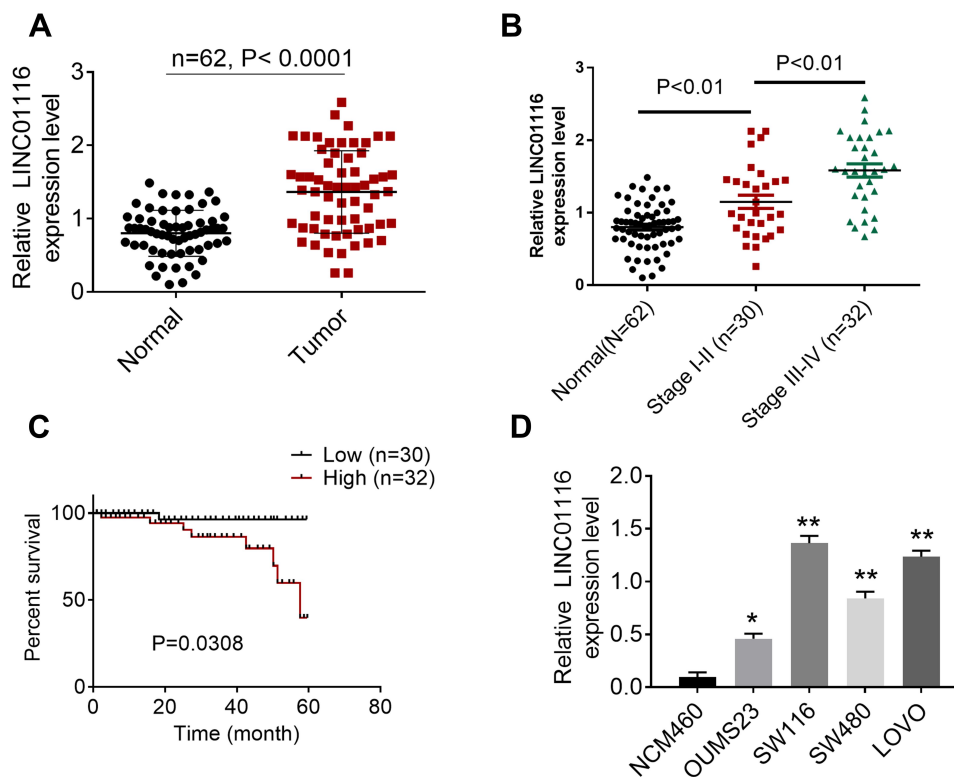 A
n=62, P< 0.0001
Relative LINC01116
expression level
3
2
1
0
Normal
Tumor
B
P<0.01
P<0.01
Relative LINC01116
expression level
3
2
1
0
Normal(N=62)
Stage I-II (n=30)
Stage III-IV (n=32)
C
Low (n=30)
High (n=32)
Percent survival
100
50
0
P=0.0308
0 20 40 60 80
Time (month)
D
Relative LINC01116
expression level
2.0
1.5
1.0
0.5
0.0
*
**
**
**
NCM460
OUMS23
SW116
SW480
LOVO